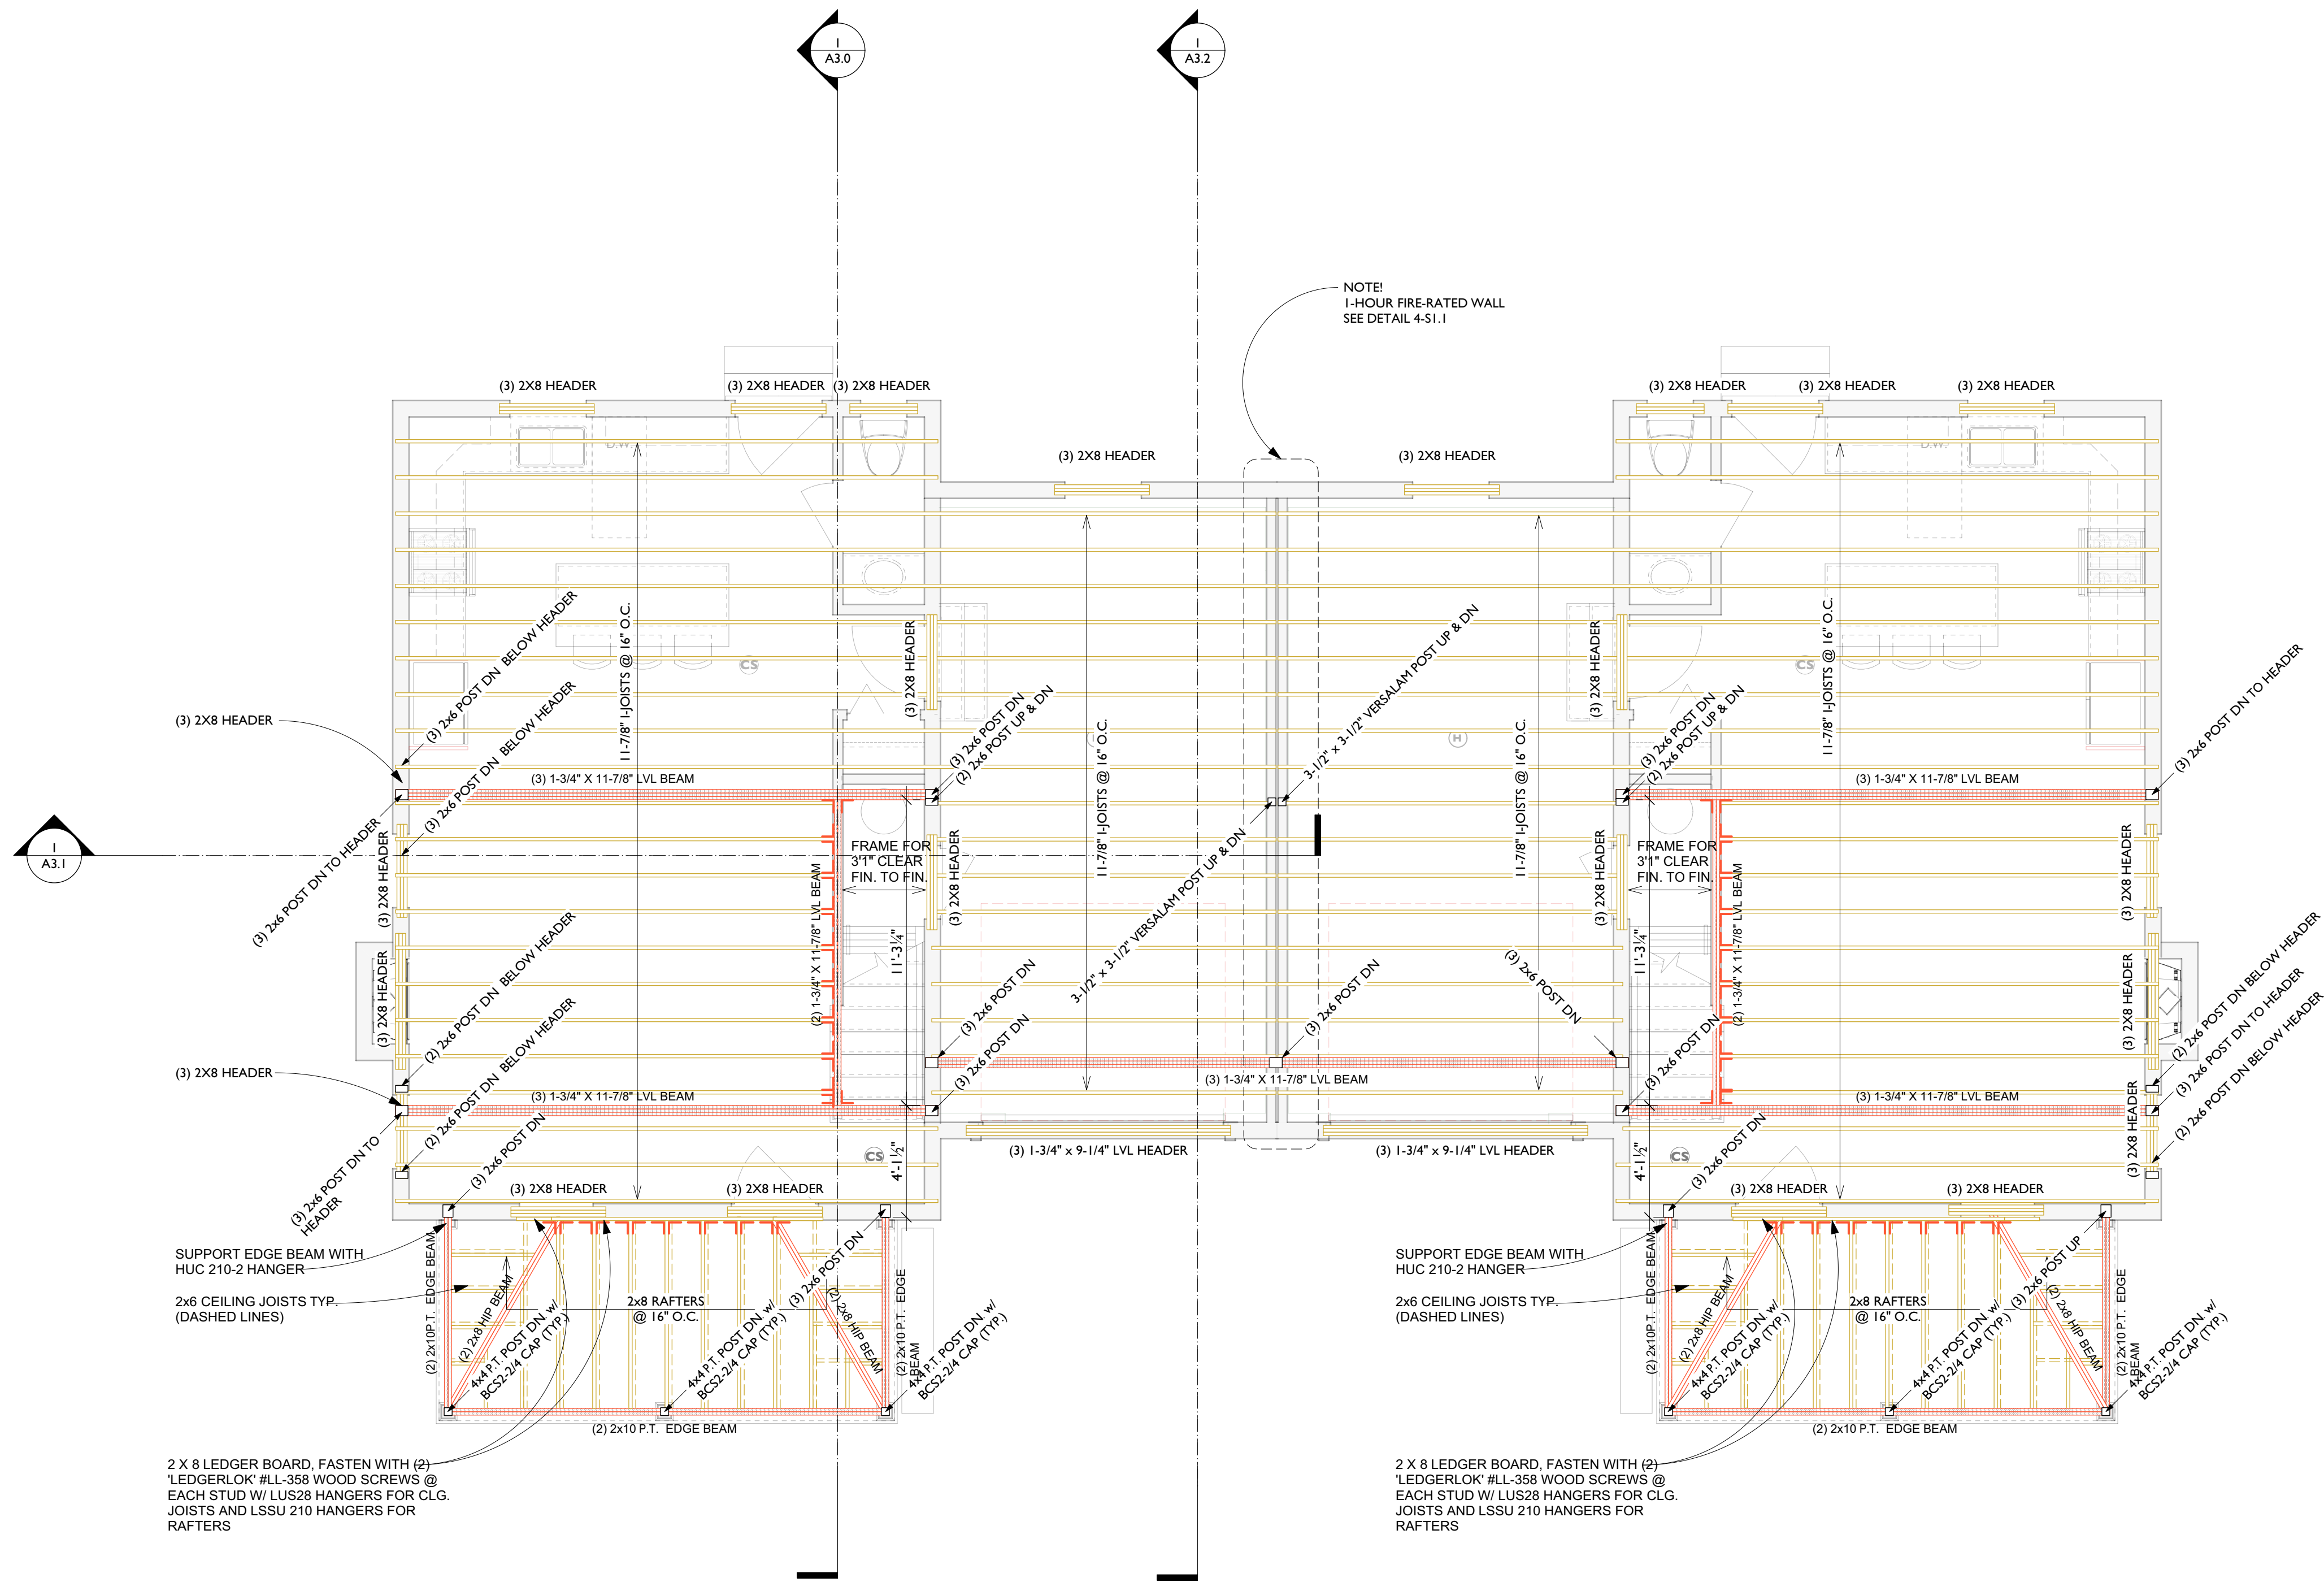 1
A3.0
1
A3.2
NOTE!
1-HOUR FIRE-RATED WALL
SEE DETAIL 4-S1.1
(3) 2X8 HEADER
(3) 2X8 HEADER
(3) 2X8 HEADER
(3) 2X8 HEADER
(3) 2X8 HEADER
(3) 2X8 HEADER
D.W.
D.W.
(3) 2X8 HEADER
(3) 2X8 HEADER
11-7/8" I-JOISTS @ 16" O.C.
11-7/8" I-JOISTS @ 16" O.C.
11-7/8" I-JOISTS @ 16" O.C.
11-7/8" I-JOISTS @ 16" O.C.
CS
CS
H
(3) 2X8 HEADER
(3) 2X8 HEADER
(3) 2X8 HEADER
(3) 2x6 POST DN  BELOW HEADER
(3) 2x6 POST DN  BELOW HEADER
(3) 2x6 POST DN
(2) 2x6 POST UP & DN
3-1/2" x 3-1/2" VERSALAM POST UP & DN
(3) 2x6 POST DN
(2) 2x6 POST UP & DN
(3) 2x6 POST DN TO HEADER
(3) 1-3/4" X 11-7/8" LVL BEAM
(3) 1-3/4" X 11-7/8" LVL BEAM
1
A3.1
(3) 2x6 POST DN TO HEADER
(3) 2X8 HEADER
(2) 1-3/4" X 11-7/8" LVL BEAM
FRAME FOR
3'1" CLEAR
FIN. TO FIN.
(3) 2X8 HEADER
11'-3¼"
3-1/2" x 3-1/2" VERSALAM POST UP & DN
(3) 2X8 HEADER
FRAME FOR
3'1" CLEAR
FIN. TO FIN.
11'-3¼"
(2) 1-3/4" X 11-7/8" LVL BEAM
(3) 2X8 HEADER
(3) 2X8 HEADER
(3) 2X8 HEADER
(2) 2x6 POST DN  BELOW HEADER
(2) 2x6 POST DN  BELOW HEADER
(3) 2x6 POST DN
(3) 2x6 POST DN
(3) 2x6 POST DN
(3) 2x6 POST DN
(3) 2x6 POST DN
(2) 2x6 POST DN BELOW HEADER
(3) 2x6 POST DN TO HEADER
(2) 2x6 POST DN BELOW HEADER
(3) 2X8 HEADER
(3) 1-3/4" X 11-7/8" LVL BEAM
(3) 1-3/4" X 11-7/8" LVL BEAM
(3) 1-3/4" X 11-7/8" LVL BEAM
(3) 2X8 HEADER
(3) 2x6 POST DN TO
HEADER
(3) 2x6 POST DN
CS
4'-1½"
(3) 1-3/4" x 9-1/4" LVL HEADER
(3) 1-3/4" x 9-1/4" LVL HEADER
4'-1½"
CS
(3) 2x6 POST DN
(3) 2X8 HEADER
(3) 2X8 HEADER
(3) 2X8 HEADER
(3) 2X8 HEADER
SUPPORT EDGE BEAM WITH
HUC 210-2 HANGER
2x6 CEILING JOISTS TYP.
(DASHED LINES)
(2) 2x10P.T.  EDGE BEAM
(2) 2x8 HIP BEAM
4x4 P.T. POST DN. w/
BCS2-2/4 CAP (TYP.)
2x8 RAFTERS
@ 16" O.C.
4x4 P.T. POST DN. w/
BCS2-2/4 CAP (TYP.)
(3) 2x6 POST DN
(2) 2x8 HIP BEAM
(2) 2x10 P.T.  EDGE
BEAM
4x4 P.T. POST DN. w/
BCS2-2/4 CAP (TYP.)
(2) 2x10 P.T.  EDGE BEAM
SUPPORT EDGE BEAM WITH
HUC 210-2 HANGER
2x6 CEILING JOISTS TYP.
(DASHED LINES)
(2) 2x10P.T.  EDGE BEAM
(2) 2x8 HIP BEAM
4x4 P.T. POST DN. w/
BCS2-2/4 CAP (TYP.)
2x8 RAFTERS
@ 16" O.C.
4x4 P.T. POST DN. w/
BCS2-2/4 CAP (TYP.)
(3) 2x6 POST UP
(2) 2x8 HIP BEAM
(2) 2x10 P.T.  EDGE
BEAM
4x4 P.T. POST DN. w/
BCS2-2/4 CAP (TYP.)
(2) 2x10 P.T.  EDGE BEAM
2 X 8 LEDGER BOARD, FASTEN WITH (2)
'LEDGERLOK' #LL-358 WOOD SCREWS @
EACH STUD W/ LUS28 HANGERS FOR CLG.
JOISTS AND LSSU 210 HANGERS FOR
RAFTERS
2 X 8 LEDGER BOARD, FASTEN WITH (2)
'LEDGERLOK' #LL-358 WOOD SCREWS @
EACH STUD W/ LUS28 HANGERS FOR CLG.
JOISTS AND LSSU 210 HANGERS FOR
RAFTERS